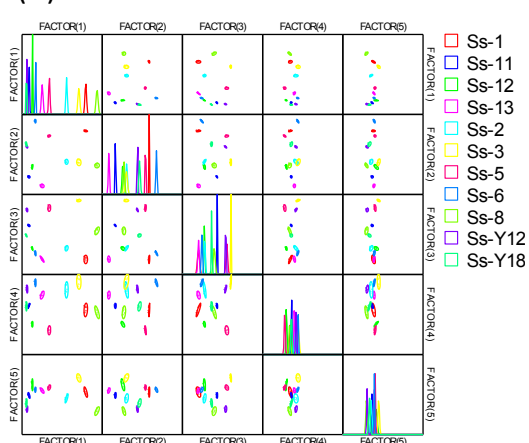 FACTOR(1) FACTOR(2) FACTOR(3) FACTOR(4) FACTOR(5)
FACTOR(1) FACTOR(1)
FACTOR(2) FACTOR(2)
FACTOR(3) FACTOR(3)
FACTOR(4) FACTOR(4)
FACTOR(5) FACTOR(5)
FACTOR(1) FACTOR(2) FACTOR(3) FACTOR(4) FACTOR(5)
Ss-1
Ss-11
Ss-12
Ss-13
Ss-2
Ss-3
Ss-5
Ss-6
Ss-8
Ss-Y12
Ss-Y18